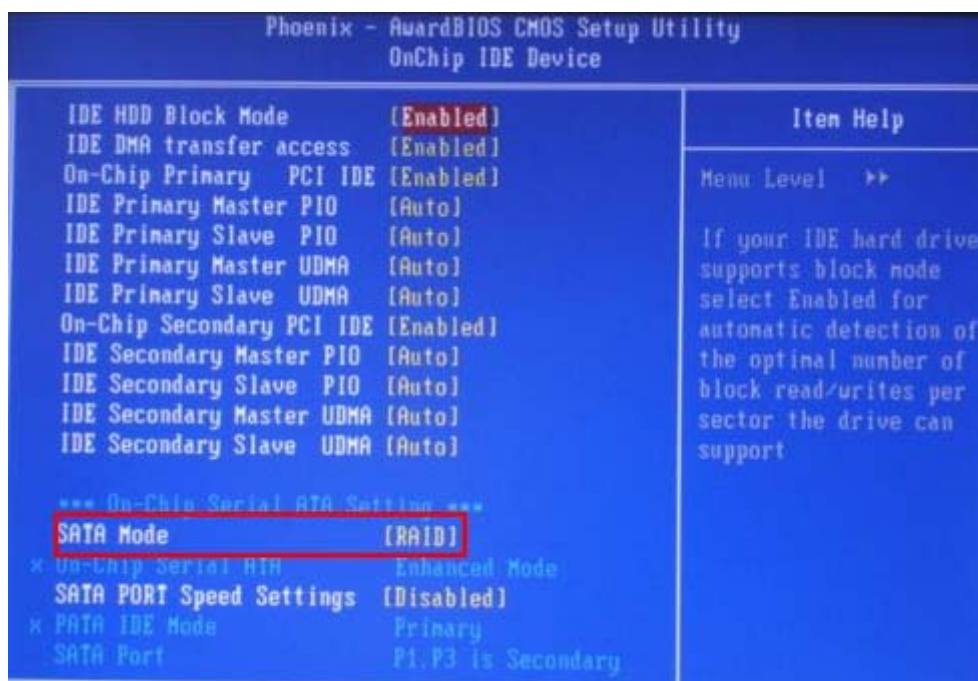 Phoenix - AwardBIOS CMOS Setup Utility
OnChip IDE Device
IDE HDD Block Mode [Enabled]
IDE DMA transfer access [Enabled]
On-Chip Primary PCI IDE [Enabled]
IDE Primary Master PIO [Auto]
IDE Primary Slave PIO [Auto]
IDE Primary Master UDMA [Auto]
IDE Primary Slave UDMA [Auto]
On-Chip Secondary PCI IDE [Enabled]
IDE Secondary Master PIO [Auto]
IDE Secondary Slave PIO [Auto]
IDE Secondary Master UDMA [Auto]
IDE Secondary Slave UDMA [Auto]
*** On-Chip Serial ATA Setting ***
SATA Mode [RAID]
x On-Chip Serial ATA Enhanced Mode
SATA PORT Speed Settings [Disabled]
x PATA IDE Mode Primary
SATA Port P1,P3 is Secondary
Item Help
Menu Level ▸▸
If your IDE hard drive
supports block mode
select Enabled for
automatic detection of
the optimal number of
block read/writes per
sector the drive can
support